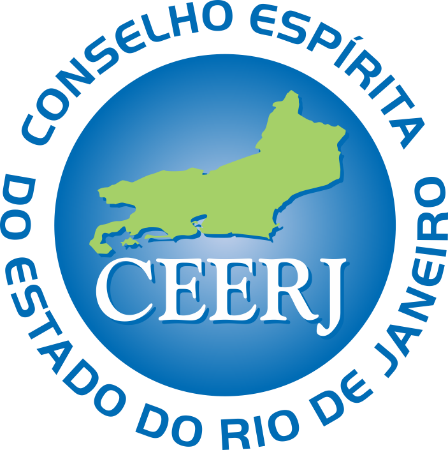 CONSELHO ESPÍRITA
DO ESTADO DO RIO DE JANEIRO
CEERJ